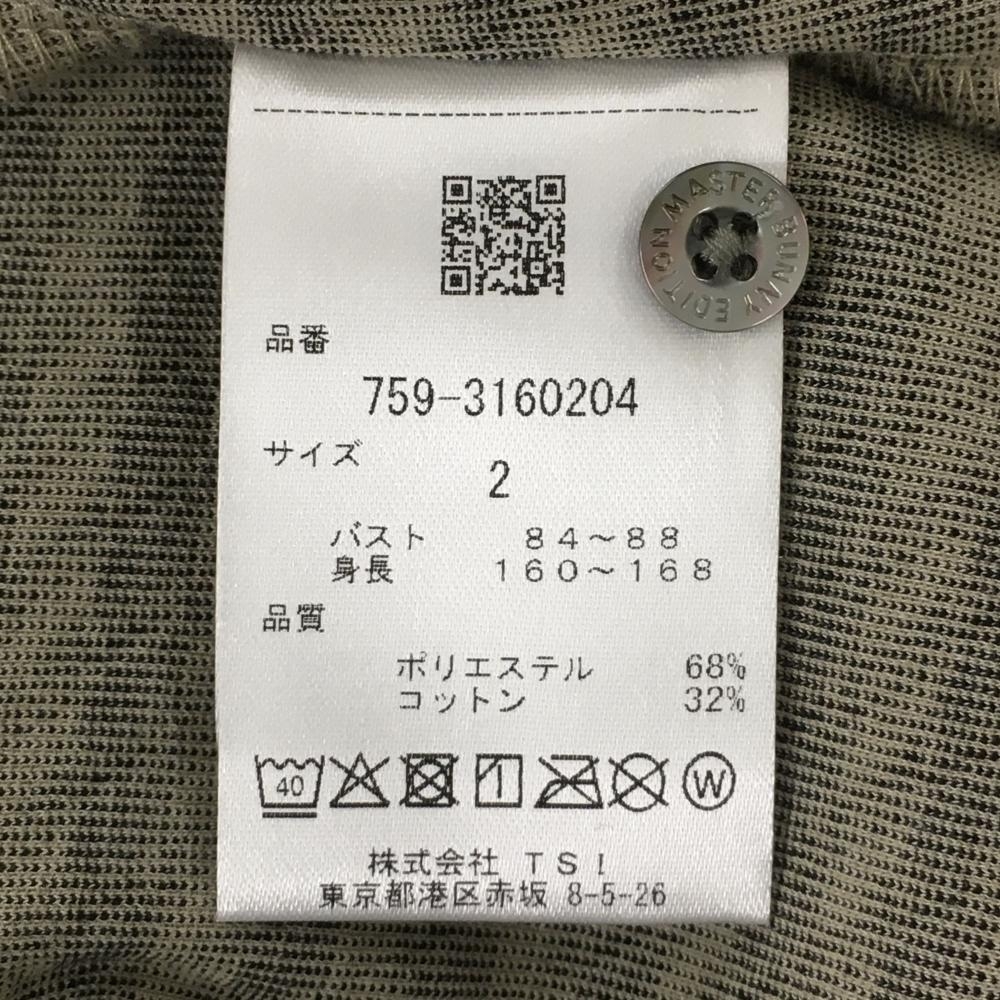 MASTER BUNNY EDITION
品番
759-3160204
サイズ
2
バスト 84~88
身長 160~168
品質
ポリエステル 68%
コットン 32%
40 W
株式会社 TSI
東京都港区赤坂 8-5-26